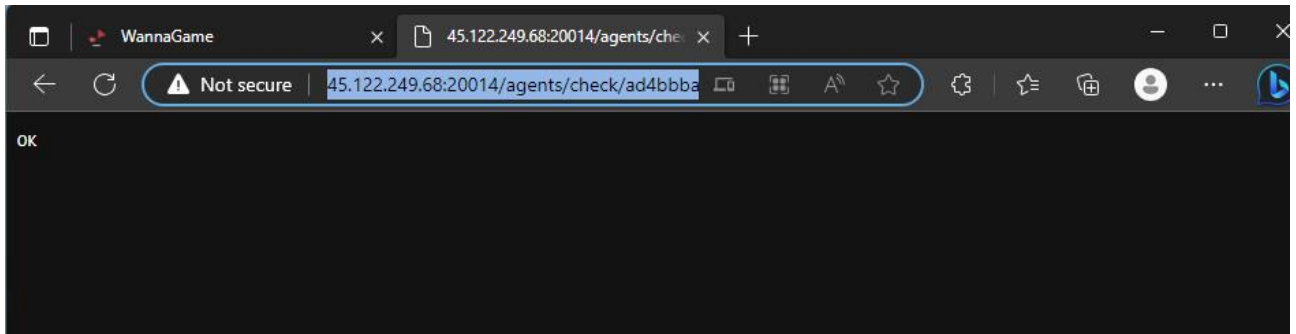 WannaGame
45.122.249.68:20014/agents/che
Not secure
45.122.249.68:20014/agents/check/ad4bbba
OK